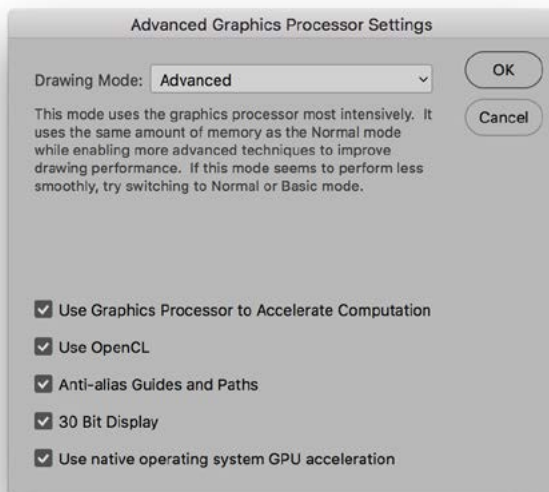 Advanced Graphics Processor Settings
Drawing Mode: Advanced
OK
This mode uses the graphics processor most intensively. It
uses the same amount of memory as the Normal mode
while enabling more advanced techniques to improve
drawing performance. If this mode seems to perform less
smoothly, try switching to Normal or Basic mode.
Cancel
Use Graphics Processor to Accelerate Computation
Use OpenCL
Anti-alias Guides and Paths
30 Bit Display
Use native operating system GPU acceleration